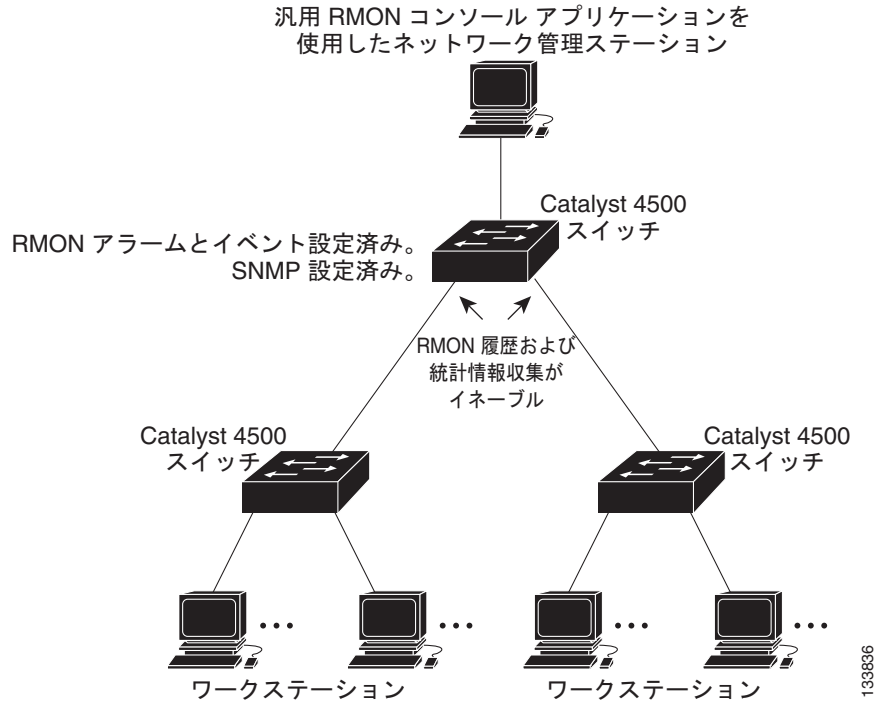 汎用 RMON コンソール アプリケーションを
使用したネットワーク管理ステーション
Catalyst 4500
スイッチ
RMON アラームとイベント設定済み。
SNMP 設定済み。
RMON 履歴および
統計情報収集が
イネーブル
Catalyst 4500
スイッチ
Catalyst 4500
スイッチ
ワークステーション
ワークステーション
133836